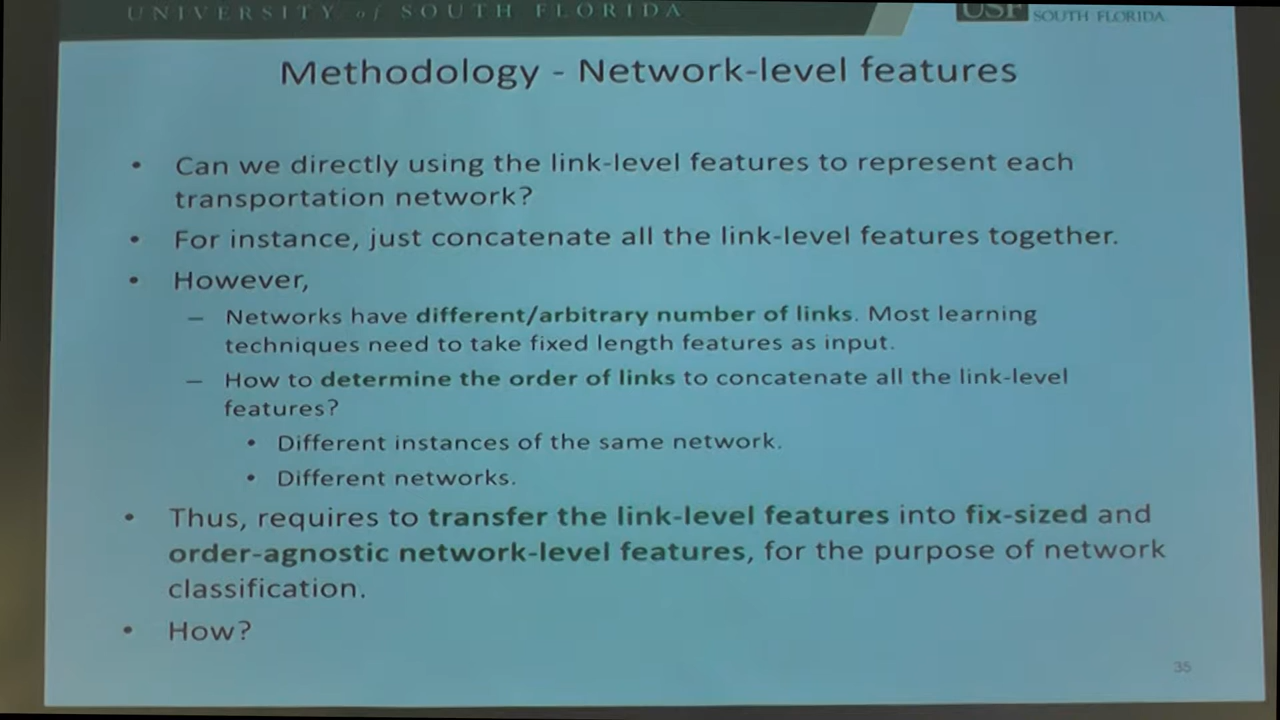 UNIVERSITY of SOUTH FLORIDA
USF SOUTH FLORIDA
Methodology - Network-level features
• Can we directly using the link-level features to represent each
transportation network?
• For instance, just concatenate all the link-level features together.
• However,
– Networks have different/arbitrary number of links. Most learning
techniques need to take fixed length features as input.
– How to determine the order of links to concatenate all the link-level
features?
• Different instances of the same network.
• Different networks.
• Thus, requires to transfer the link-level features into fix-sized and
order-agnostic network-level features, for the purpose of network
classification.
• How?
35